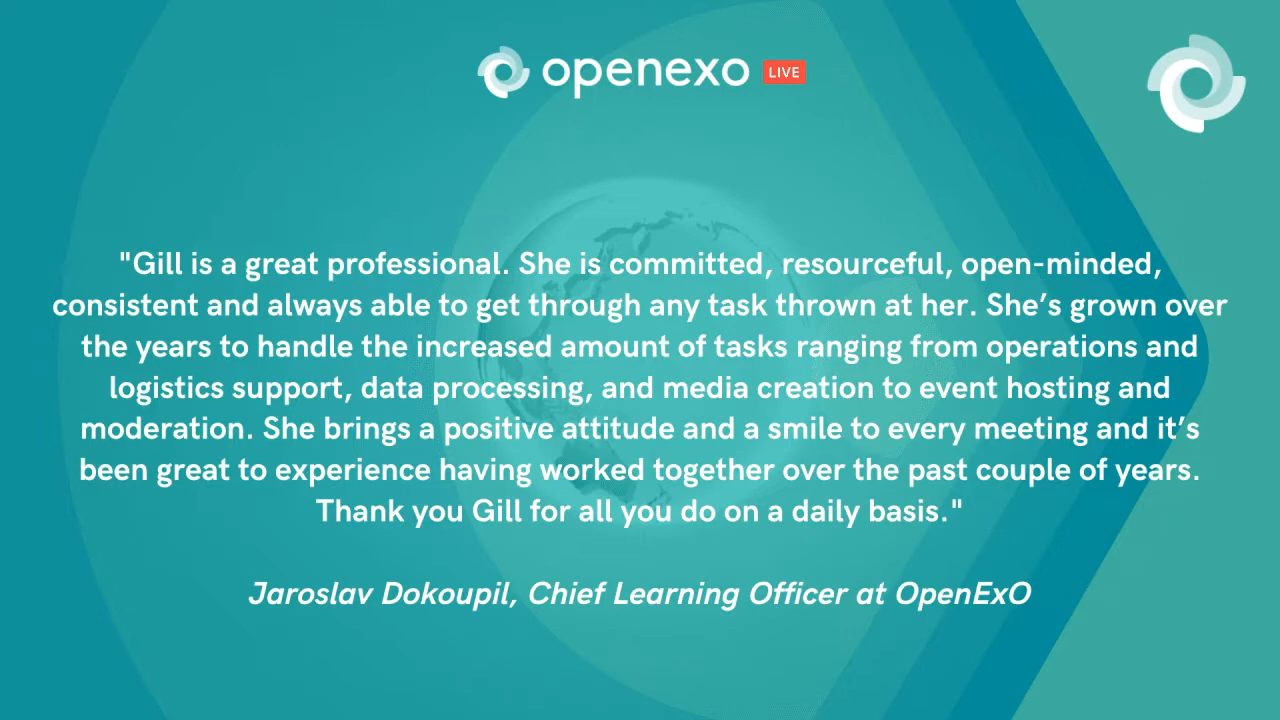 openexo LIVE
"Gill is a great professional. She is committed, resourceful, open-minded,
consistent and always able to get through any task thrown at her. She’s grown over
the years to handle the increased amount of tasks ranging from operations and
logistics support, data processing, and media creation to event hosting and
moderation. She brings a positive attitude and a smile to every meeting and it’s
been great to experience having worked together over the past couple of years.
Thank you Gill for all you do on a daily basis."
Jaroslav Dokoupil, Chief Learning Officer at OpenExO